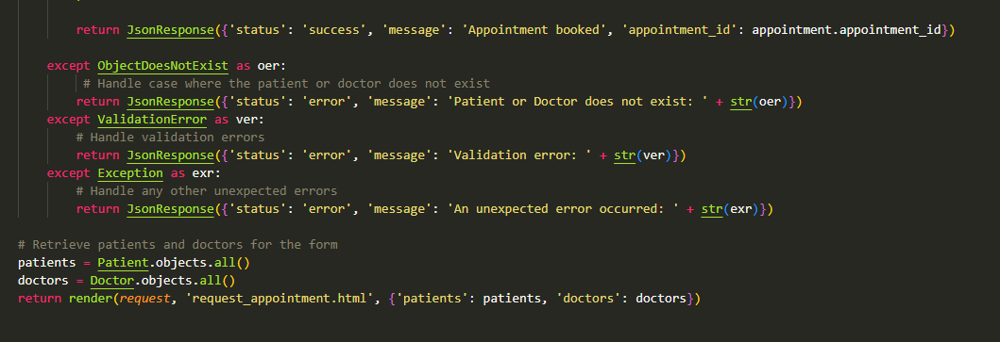 return JsonResponse({'status': 'success', 'message': 'Appointment booked', 'appointment_id': appointment.appointment_id})
except ObjectDoesNotExist as oer:
# Handle case where the patient or doctor does not exist
return JsonResponse({'status': 'error', 'message': 'Patient or Doctor does not exist: ' + str(oer)})
except ValidationError as ver:
# Handle validation errors
return JsonResponse({'status': 'error', 'message': 'Validation error: ' + str(ver)})
except Exception as exr:
# Handle any other unexpected errors
return JsonResponse({'status': 'error', 'message': 'An unexpected error occurred: ' + str(exr)})
# Retrieve patients and doctors for the form
patients = Patient.objects.all()
doctors = Doctor.objects.all()
return render(request, 'request_appointment.html', {'patients': patients, 'doctors': doctors})